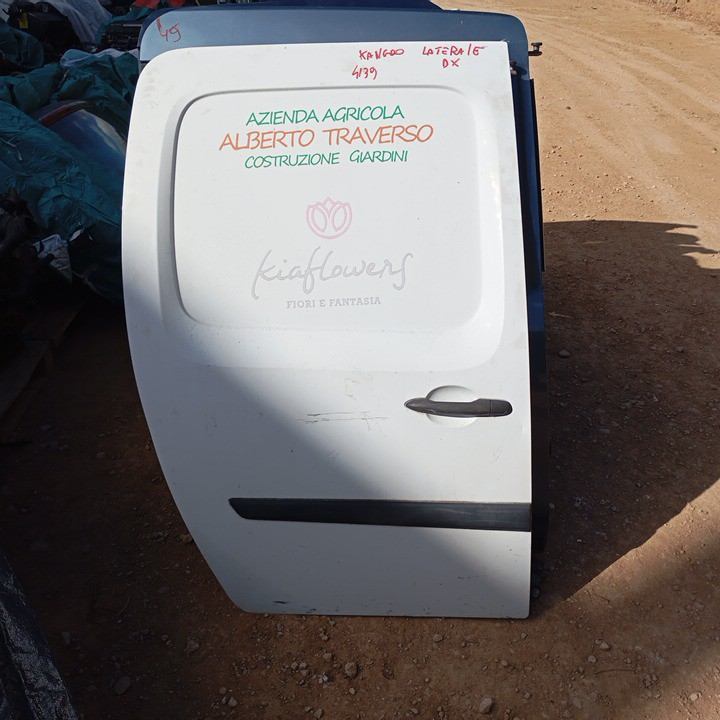 49
KANGOO LATERALE
4139 DX
AZIENDA AGRICOLA
ALBERTO TRAVERSO
COSTRUZIONE GIARDINI
kiaflowers
FIORI E FANTASIA